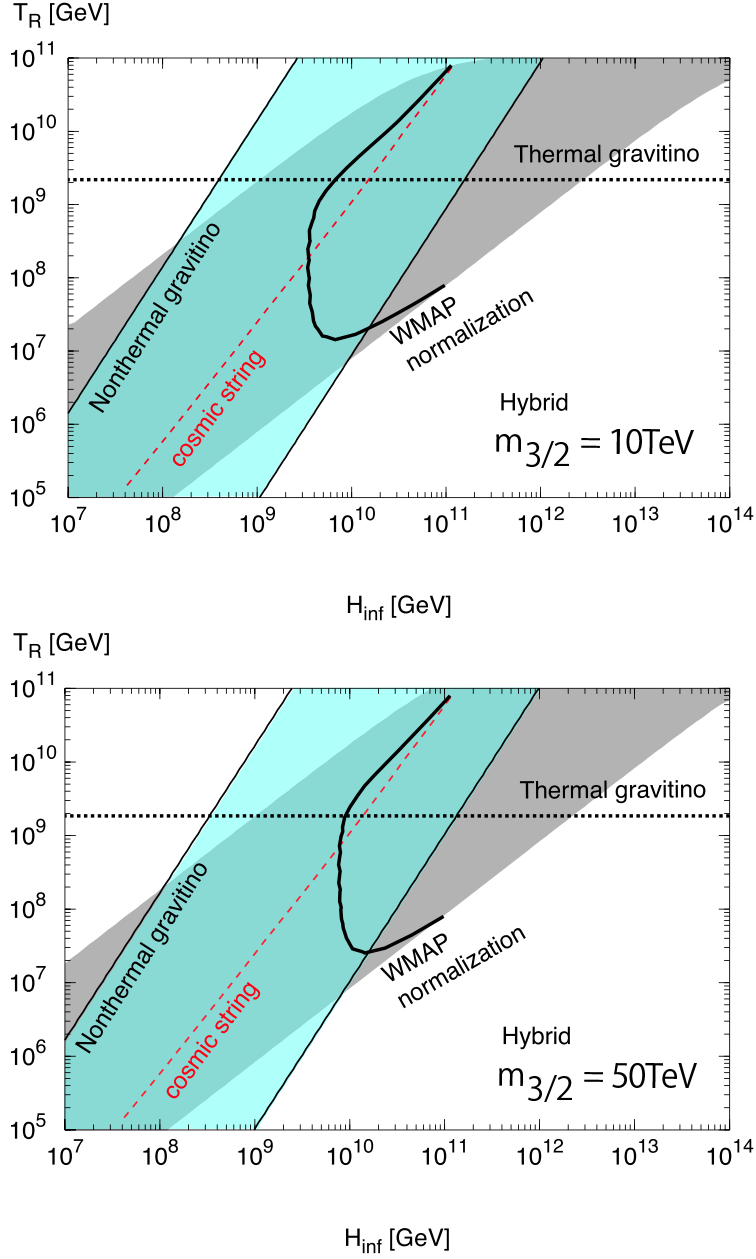 T_R [GeV]
10^11
10^10
Thermal gravitino
10^9
Nonthermal gravitino
10^8
WMAP
normalization
10^7
cosmic string
Hybrid
10^6
m_3/2 = 10TeV
10^5
10^7 10^8 10^9 10^10 10^11 10^12 10^13 10^14
H_inf [GeV]
T_R [GeV]
10^11
10^10
Thermal gravitino
10^9
Nonthermal gravitino
10^8
WMAP
normalization
10^7
cosmic string
Hybrid
10^6
m_3/2 = 50TeV
10^5
10^7 10^8 10^9 10^10 10^11 10^12 10^13 10^14
H_inf [GeV]